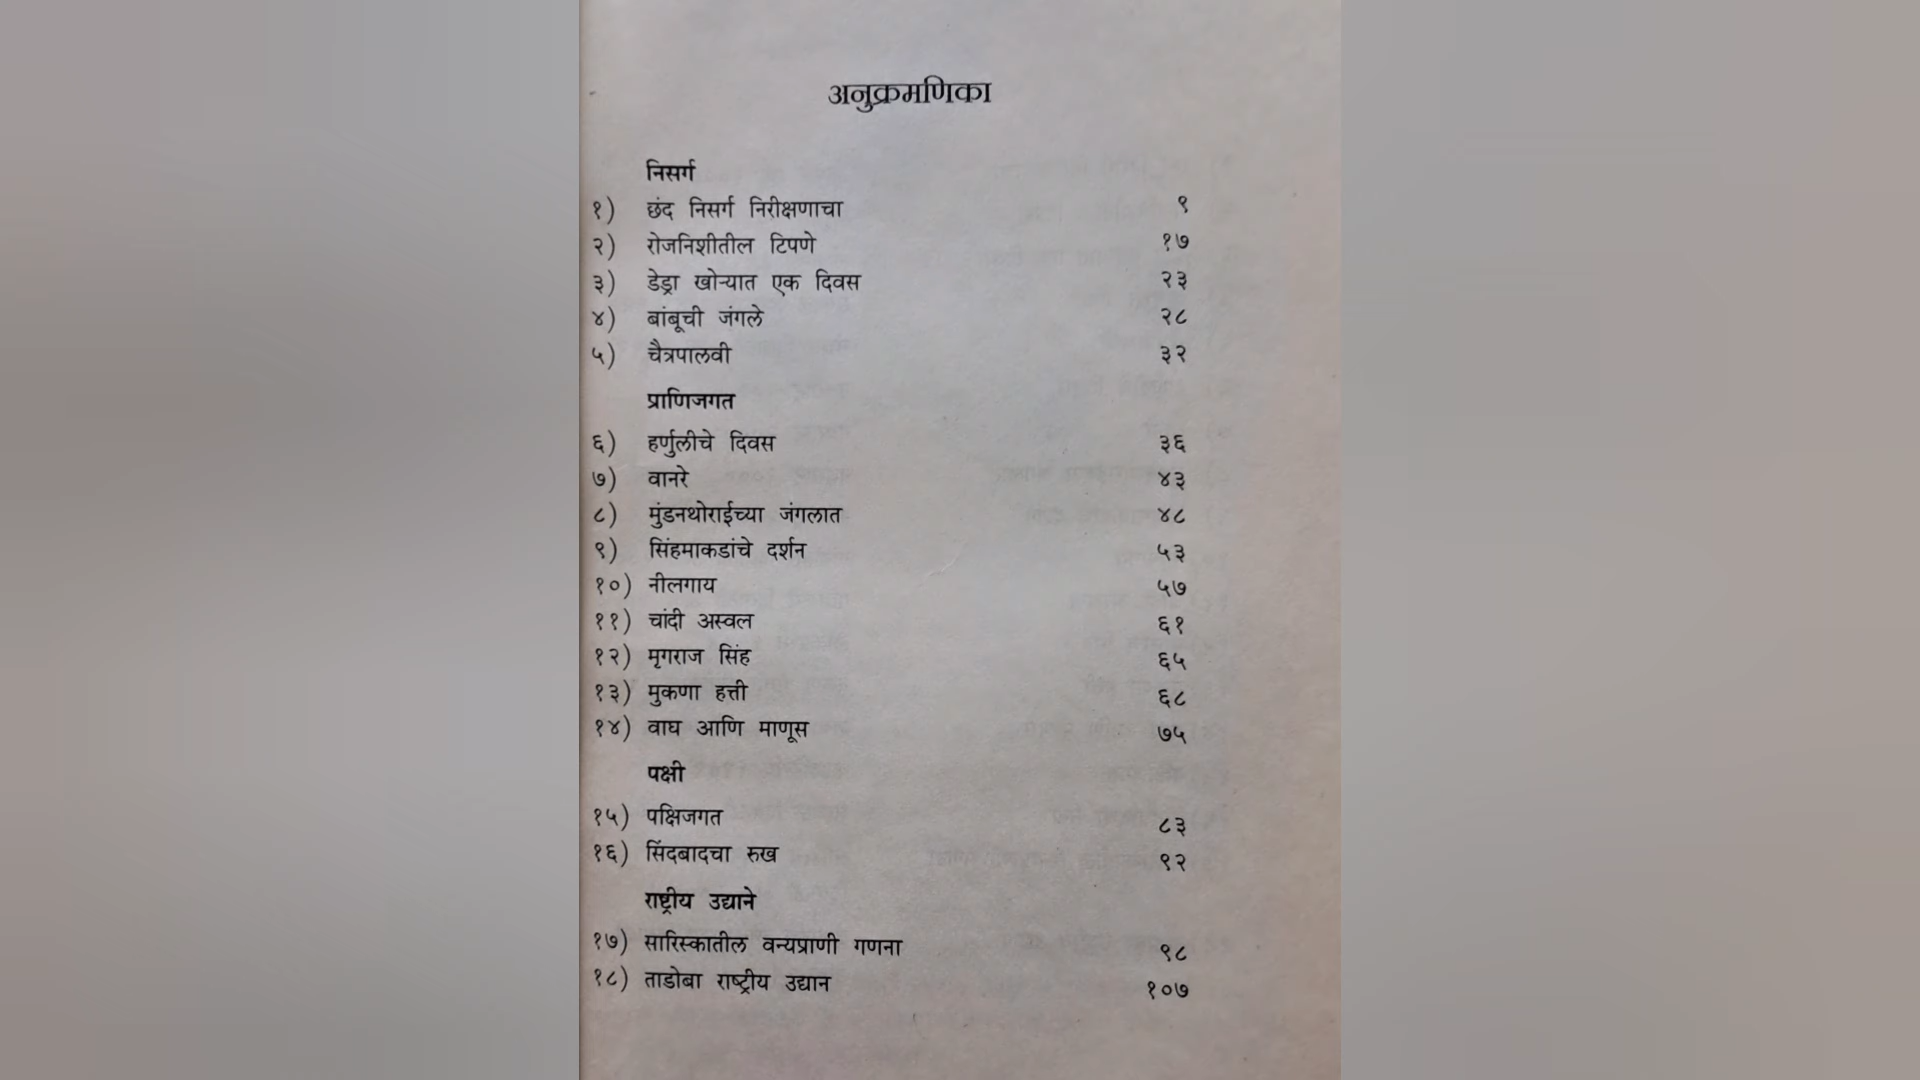 अनुक्रमणिका
निसर्ग
१) छंद निसर्ग निरीक्षणाचा ९
२) रोजनिशीतील टिपणे १७
३) डेड्रा खोऱ्यात एक दिवस २३
४) बांबूची जंगले २८
५) चैत्रपालवी ३२
प्राणिजगत
६) हर्णुलीचे दिवस ३६
७) वानरे ४३
८) मुंडनथोराईच्या जंगलात ४८
९) सिंहमाकडांचे दर्शन ५३
१०) नीलगाय ५७
११) चांदी अस्वल ६१
१२) मृगराज सिंह ६५
१३) मुकणा हत्ती ६८
१४) वाघ आणि माणूस ७५
पक्षी
१५) पक्षिजगत ८३
१६) सिंदबादचा रुख ९२
राष्ट्रीय उद्याने
१७) सारिस्कातील वन्यप्राणी गणना ९८
१८) ताडोबा राष्ट्रीय उद्यान १०७